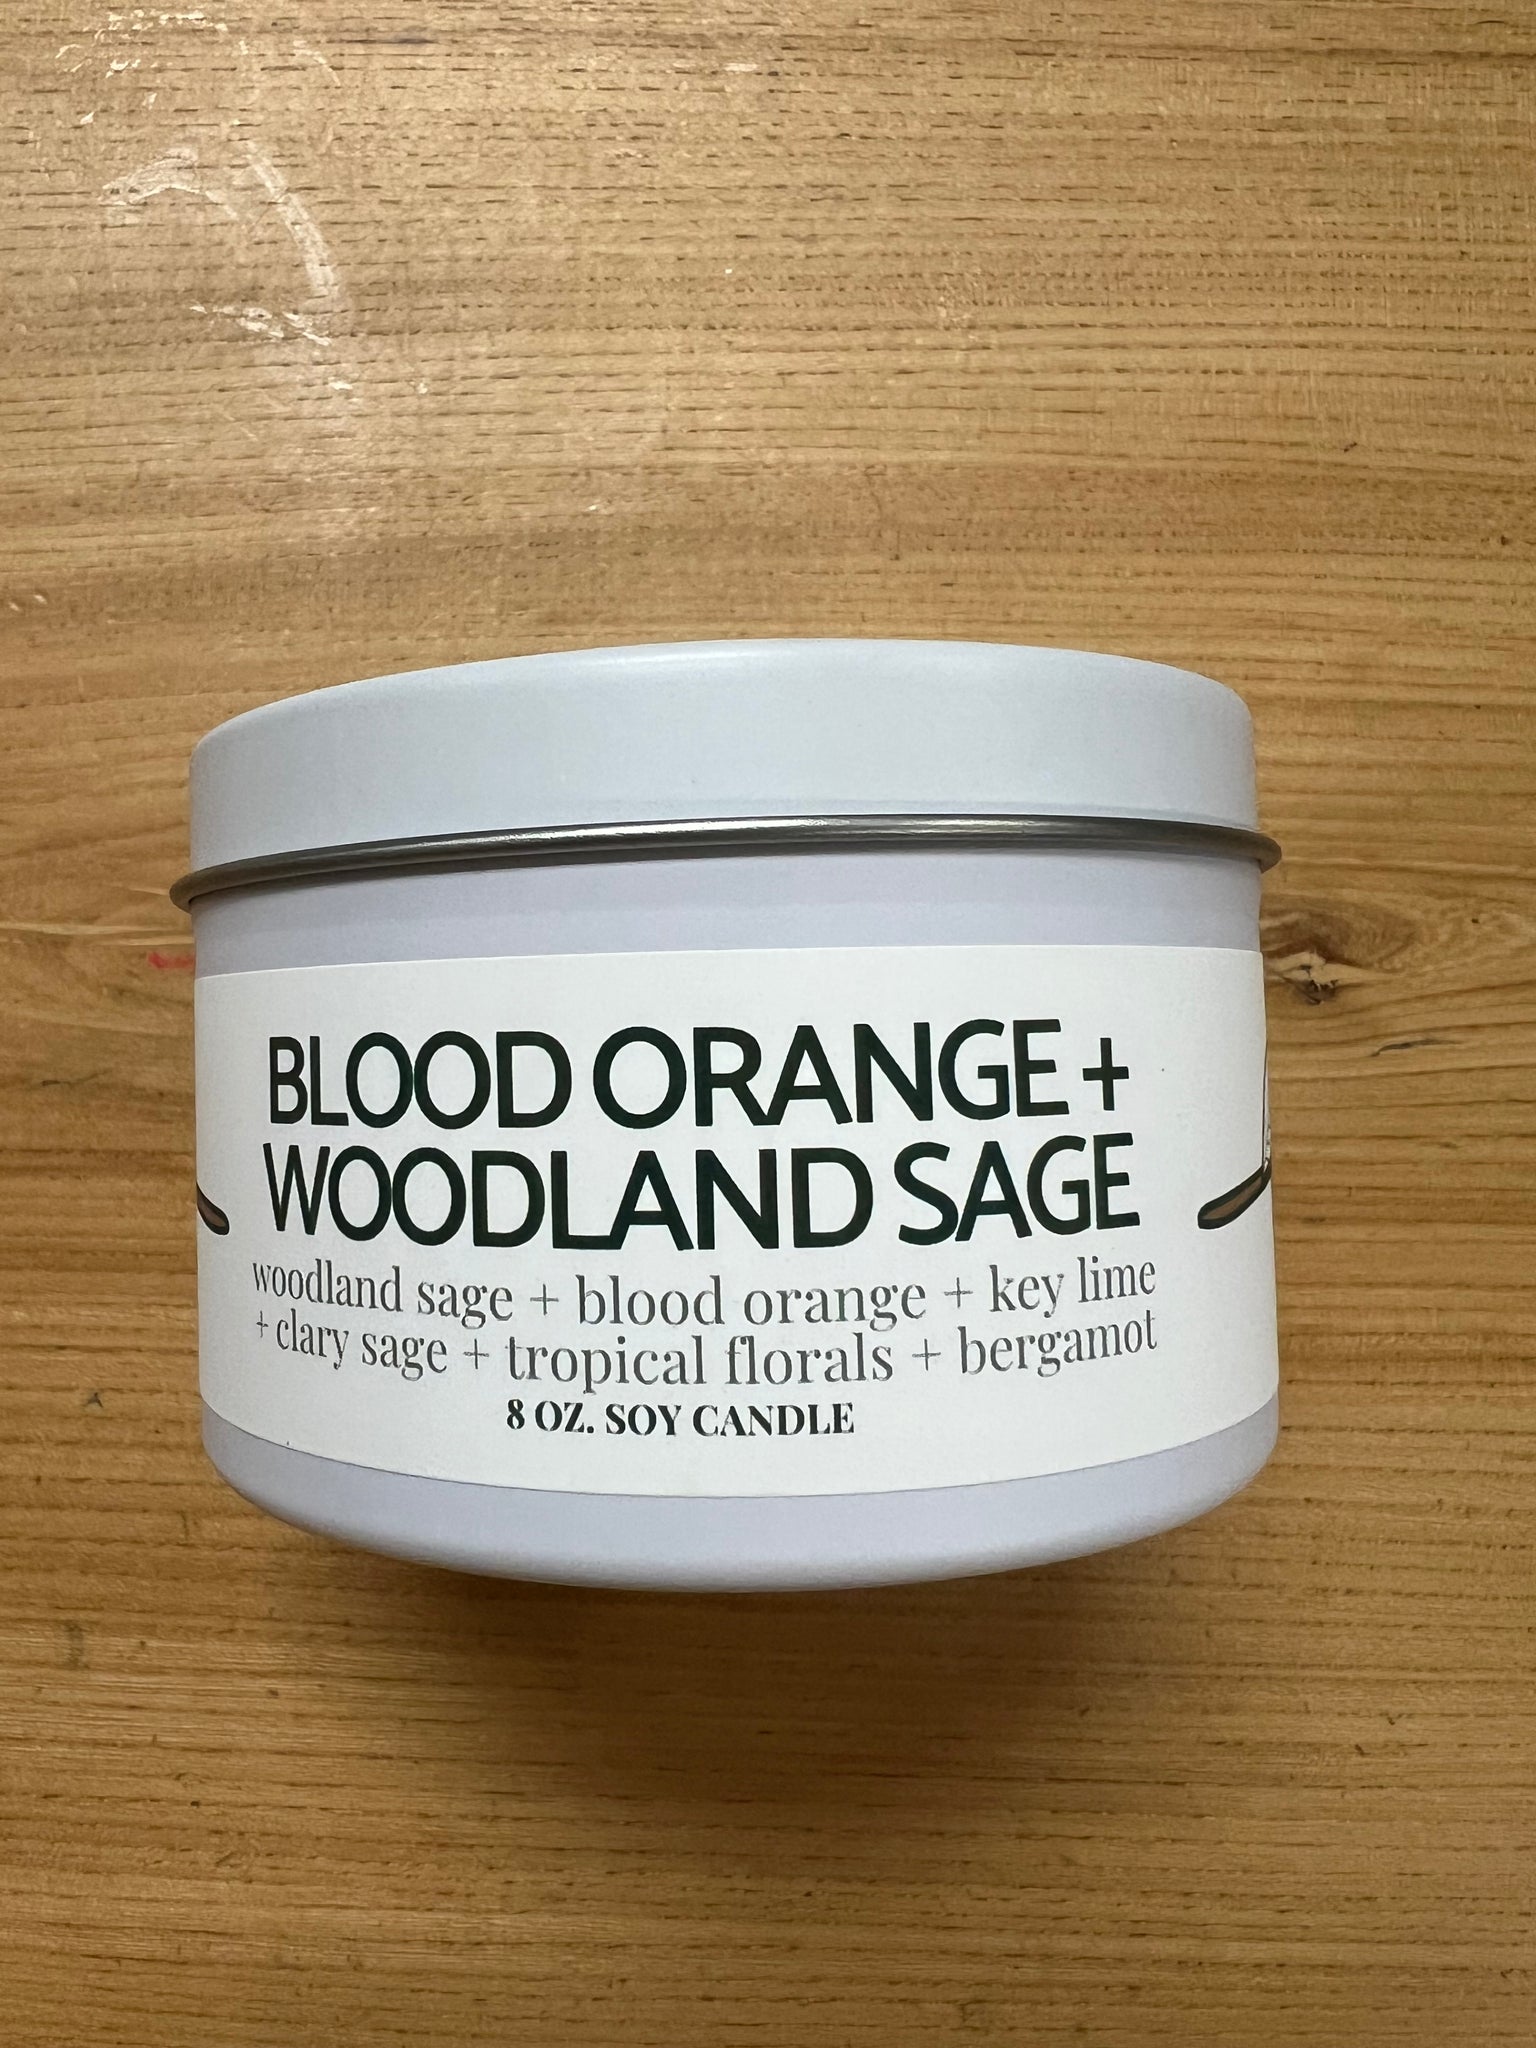 BLOOD ORANGE +
WOODLAND SAGE
woodland sage + blood orange + key lime
+ clary sage + tropical florals + bergamot
8 OZ. SOY CANDLE